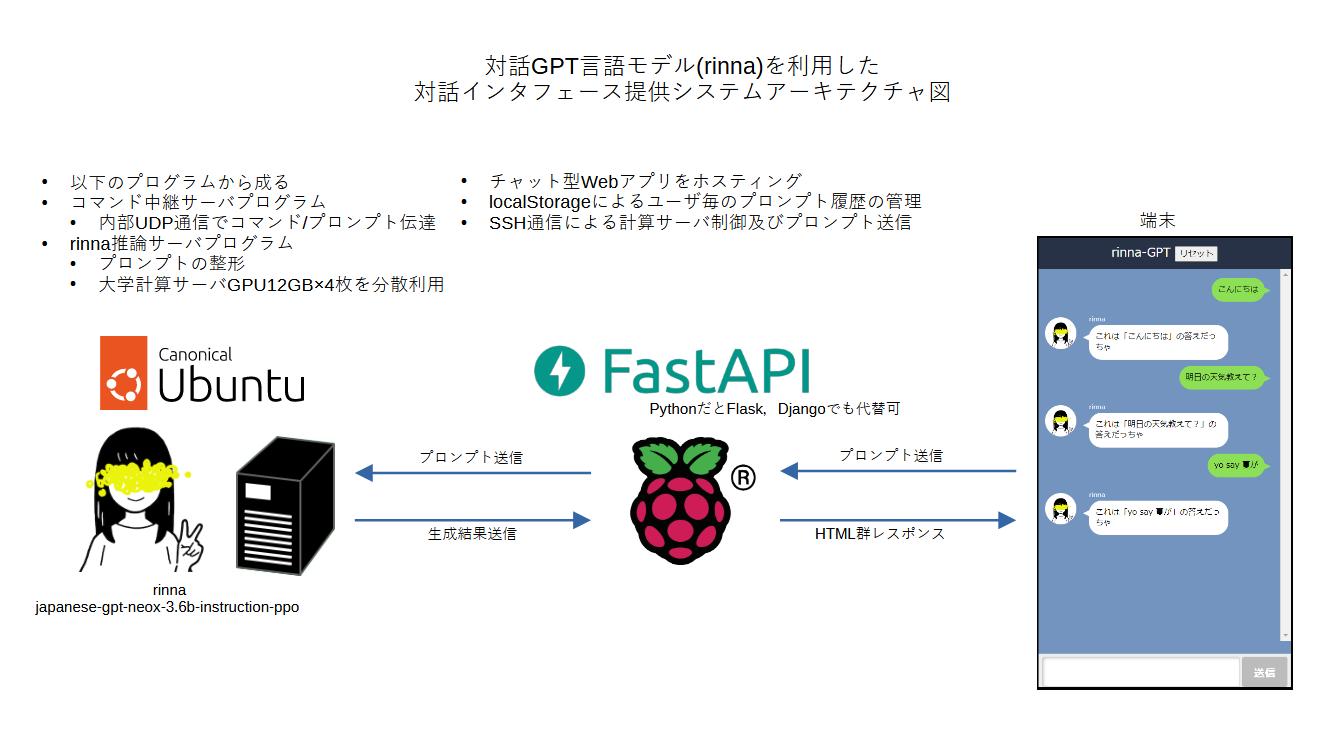 対話GPT言語モデル(rinna)を利用した
対話インタフェース提供システムアーキテクチャ図
• 以下のプログラムから成る
• コマンド中継サーバプログラム
• 内部UDP通信でコマンド/プロンプト伝達
• rinna推論サーバプログラム
• プロンプトの整形
• 大学計算サーバGPU12GB×4枚を分散利用
• チャット型Webアプリをホスティング
• localStorageによるユーザ毎のプロンプト履歴の管理
• SSH通信による計算サーバ制御及びプロンプト送信
Canonical
Ubuntu
rinna
japanese-gpt-neox-3.6b-instruction-ppo
プロンプト送信
生成結果送信
FastAPI
PythonだとFlask, Djangoでも代替可
®
プロンプト送信
HTML群レスポンス
端末
rinna-GPT リセット
こんにちは
rinna
これは「こんにちは」の答えだっ
ちゃ
明日の天気教えて？
rinna
これは「明日の天気教えて？」の
答えだっちゃ
yo say が
rinna
これは「yo say が」の答えだっ
ちゃ
送信